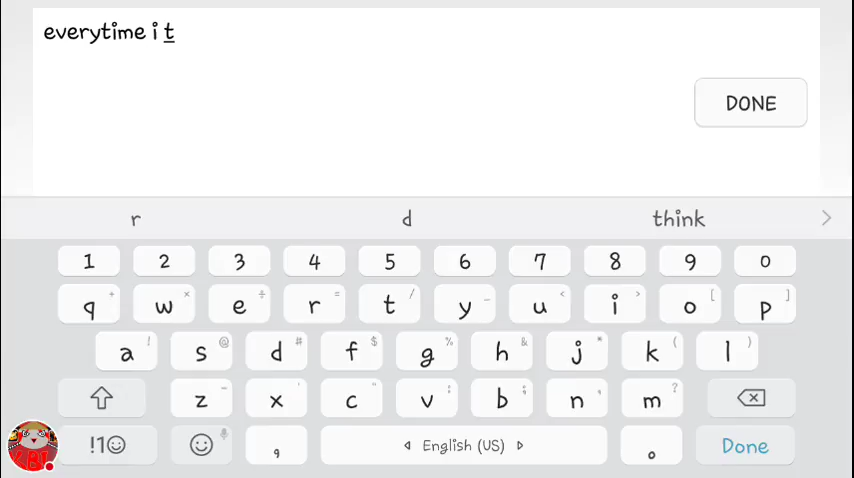 everytime i t
DONE
r d think >
1 2 3 4 5 6 7 8 9 0
q + w × e ÷ r = t / y _ u < i > o [ p ]
a ! s @ d # f $ g % h & j * k ( l )
z - x ' c " v : b ; n , m ?
!1☺ , English (US) . Done